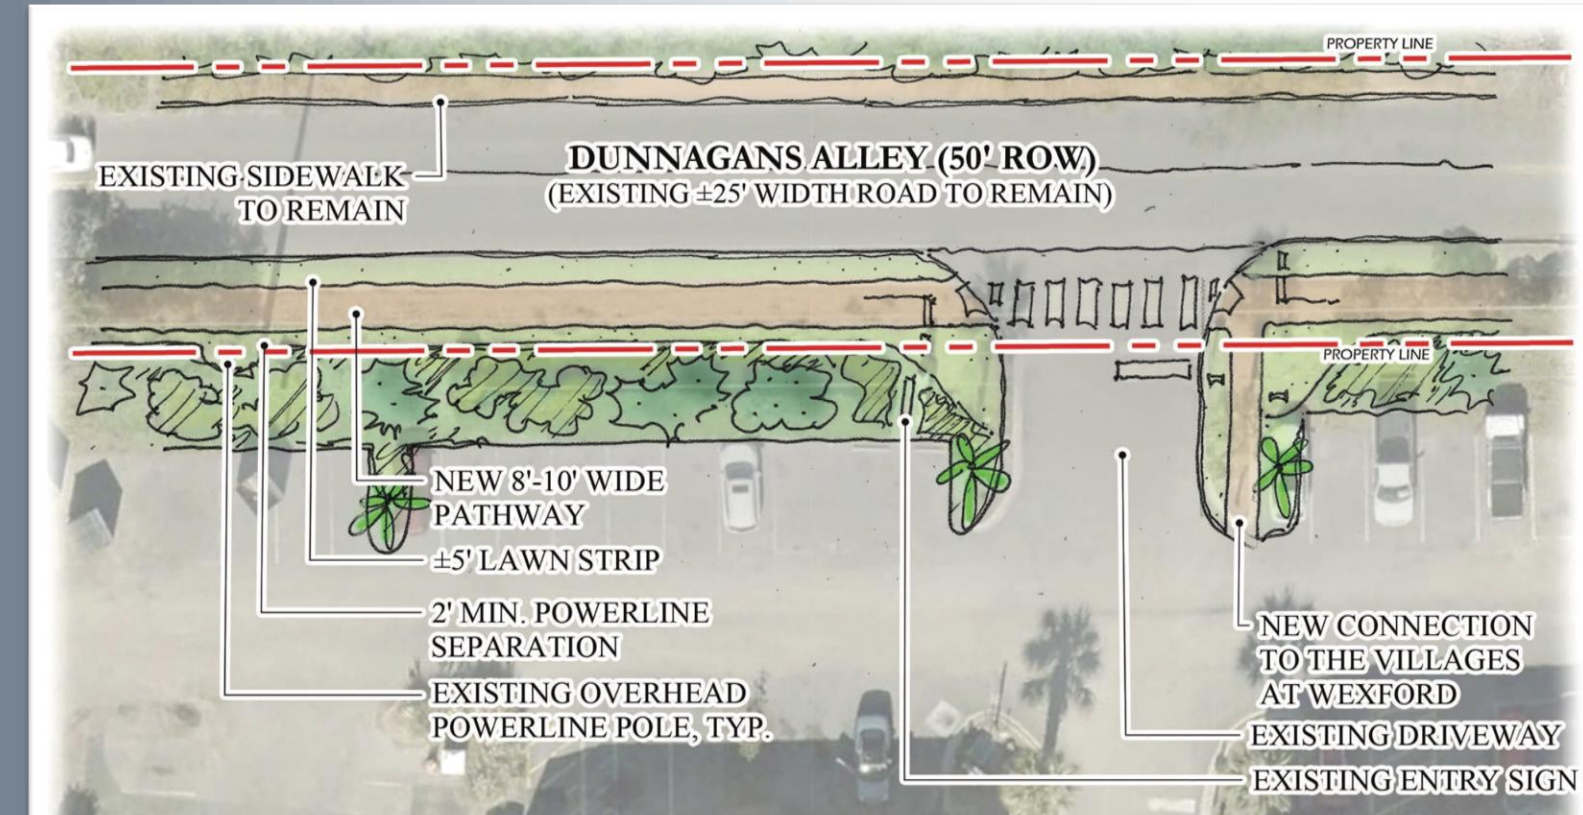 PROPERTY LINE
DUNNAGANS ALLEY (50' ROW)
(EXISTING ±25' WIDTH ROAD TO REMAIN)
EXISTING SIDEWALK
TO REMAIN
PROPERTY LINE
NEW 8'-10' WIDE
PATHWAY
±5' LAWN STRIP
2' MIN. POWERLINE
SEPARATION
EXISTING OVERHEAD
POWERLINE POLE, TYP.
NEW CONNECTION
TO THE VILLAGES
AT WEXFORD
EXISTING DRIVEWAY
EXISTING ENTRY SIGN